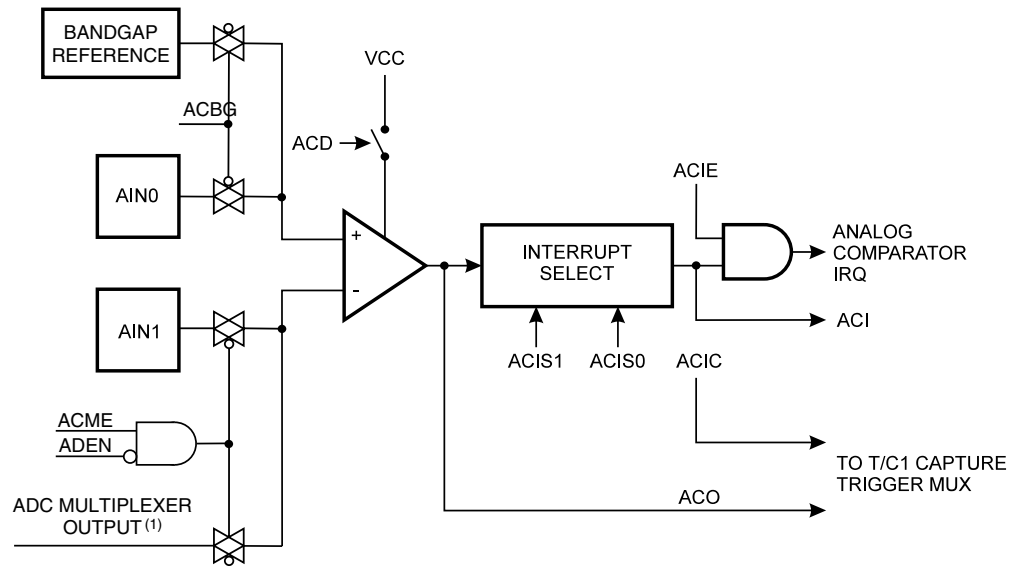 BANDGAP
REFERENCE
VCC
ACBG
ACD
AIN0
ACIE
+
INTERRUPT
SELECT
ANALOG
COMPARATOR
IRQ
-
AIN1
ACI
ACIS1
ACIS0
ACIC
ACME
ADEN
TO T/C1 CAPTURE
TRIGGER MUX
ADC MULTIPLEXER
OUTPUT (1)
ACO